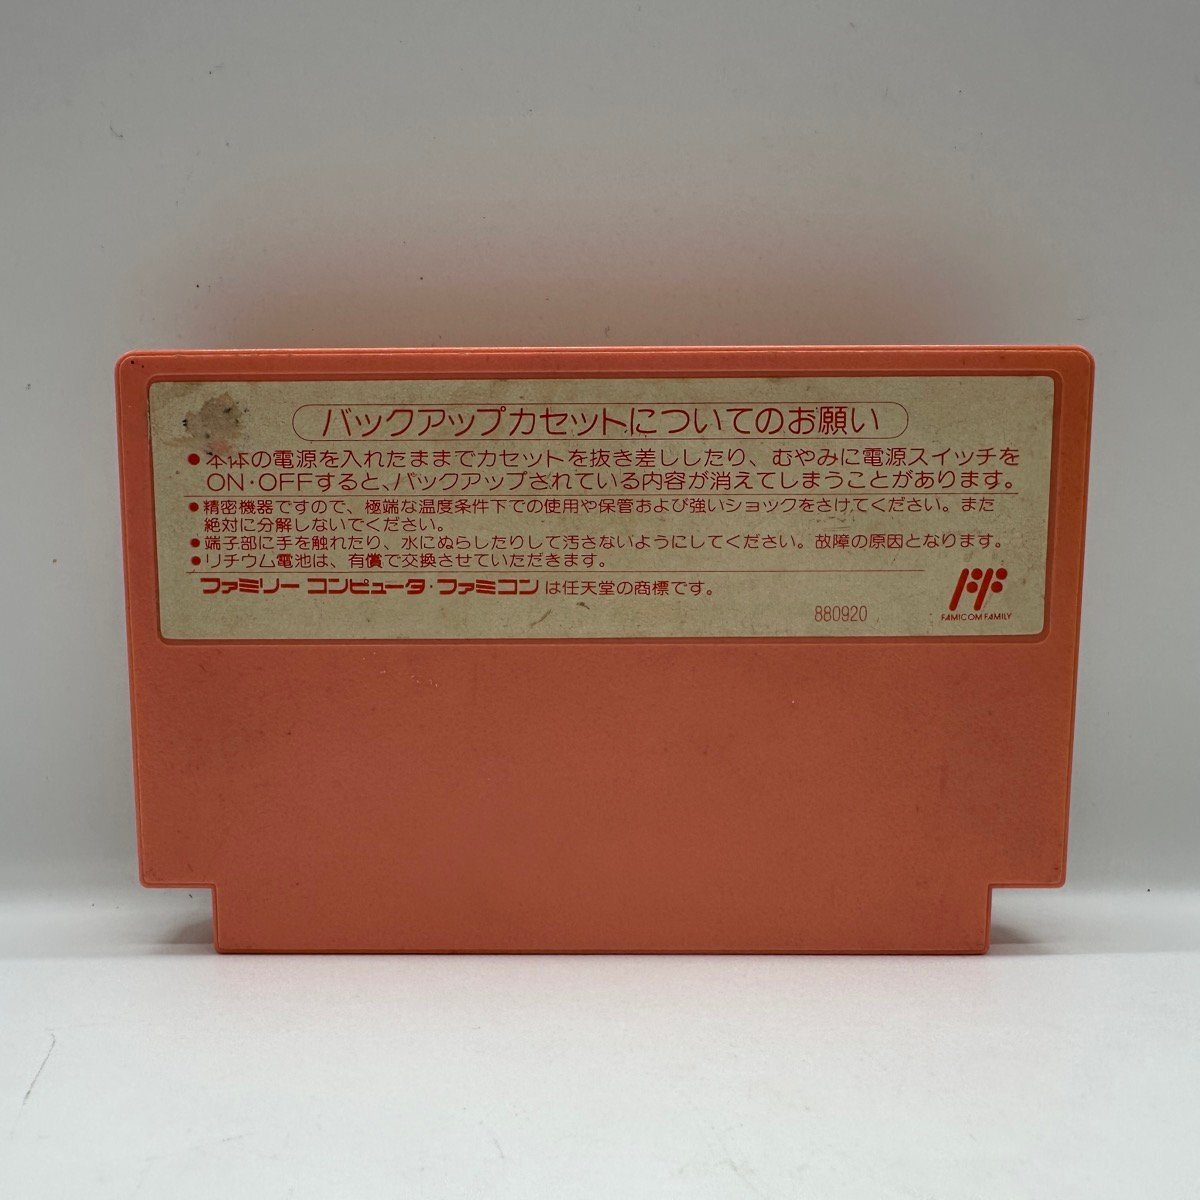 バックアップカセットについてのお願い
●本体の電源を入れたままでカセットを抜き差ししたり、むやみに電源スイッチを
ON・OFFすると、バックアップされている内容が消えてしまうことがあります。
●精密機器ですので、極端な温度条件下での使用や保管および強いショックをさけてください。また
絶対に分解しないでください。
●端子部に手を触れたり、水にぬらしたりして汚さないようにしてください。故障の原因となります。
●リチウム電池は、有償で交換させていただきます。
ファミリーコンピュータ・ファミコンは任天堂の商標です。
880920
FAMICOM FAMILY